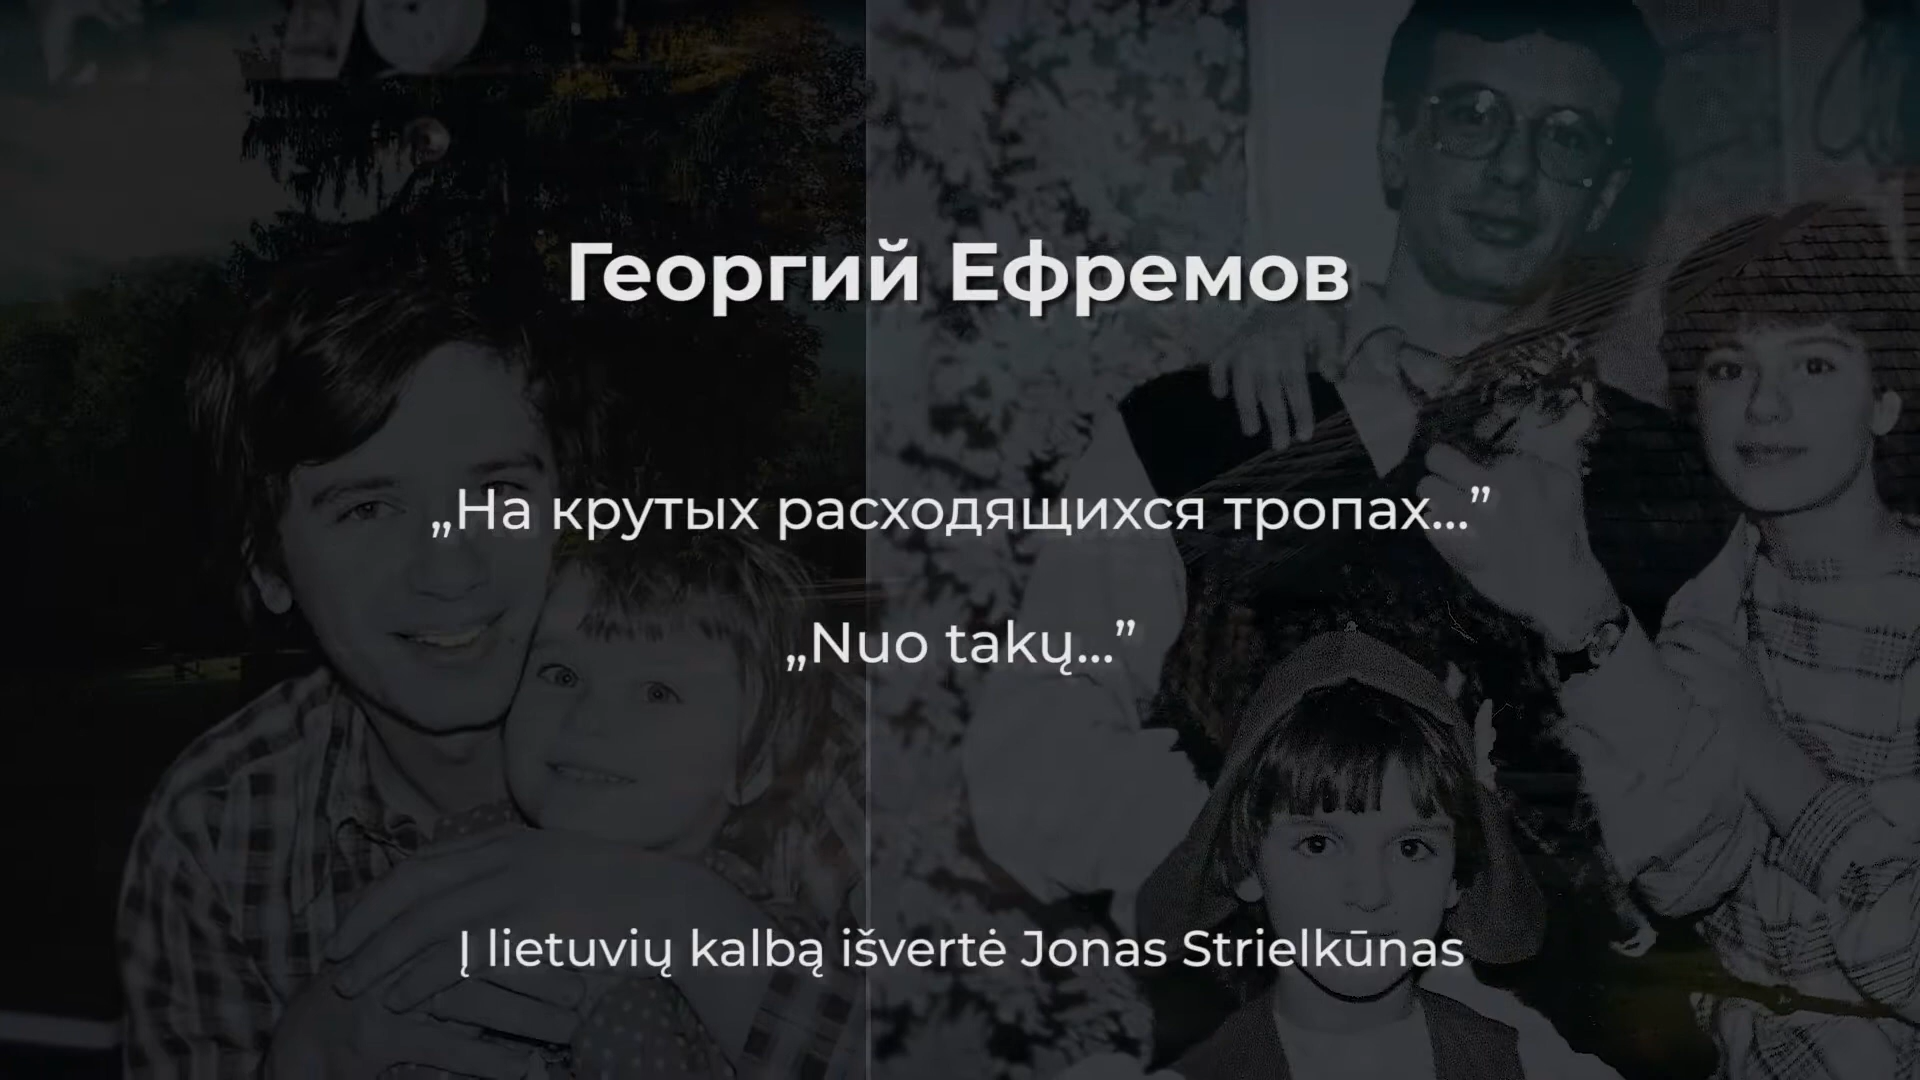 Георгий Ефремов
„На крутых расходящихся тропах...”
„Nuo takų...”
Į lietuvių kalbą išvertė Jonas Strielkūnas